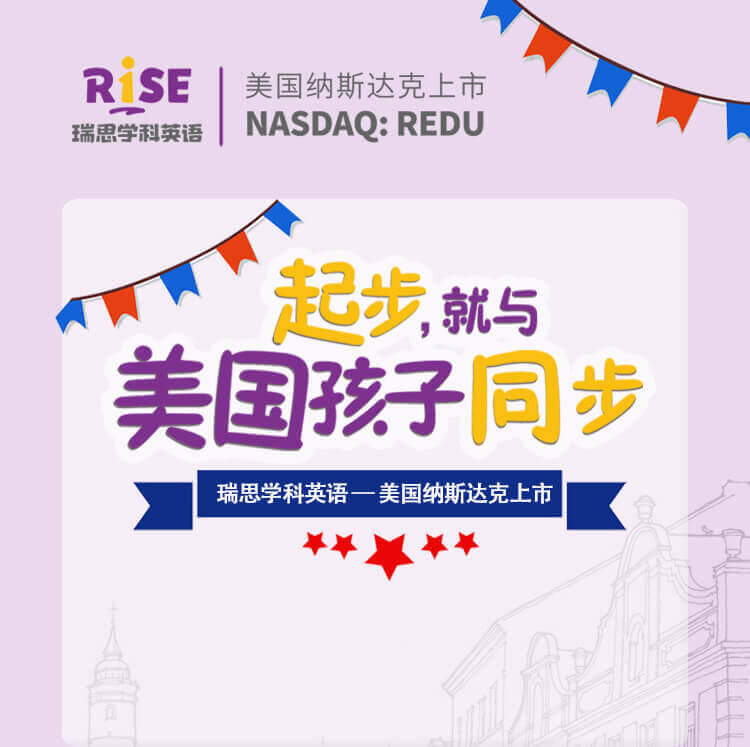 RiSE
瑞思学科英语
美国纳斯达克上市
NASDAQ: REDU
起步,就与
美国孩子同步
瑞思学科英语—美国纳斯达克上市